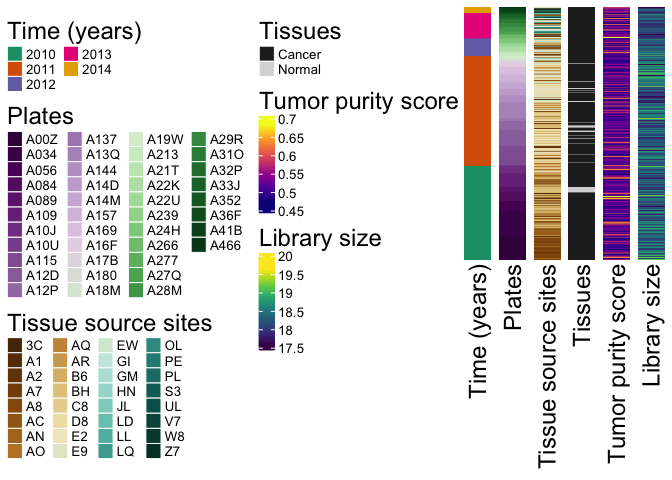 Time (years)
2010 2013
2011 2014
2012
Plates
A00Z A137 A19W A29R
A034 A13Q A213 A31O
A056 A144 A21T A32P
A084 A14D A22K A33J
A089 A14M A22U A352
A109 A157 A239 A36F
A10J A169 A24H A41B
A10U A16F A266 A466
A115 A17B A277
A12D A180 A27Q
A12P A18M A28M
Tissue source sites
3C AQ EW OL
A1 AR GI PE
A2 B6 GM PL
A7 BH HN S3
A8 C8 JL UL
AC D8 LD V7
AN E2 LL W8
AO E9 LQ Z7
Tissues
Cancer
Normal
Tumor purity score
0.7
0.65
0.6
0.55
0.5
0.45
Library size
20
19.5
19
18.5
18
17.5
Time (years)
Plates
Tissue source sites
Tissues
Tumor purity score
Library size